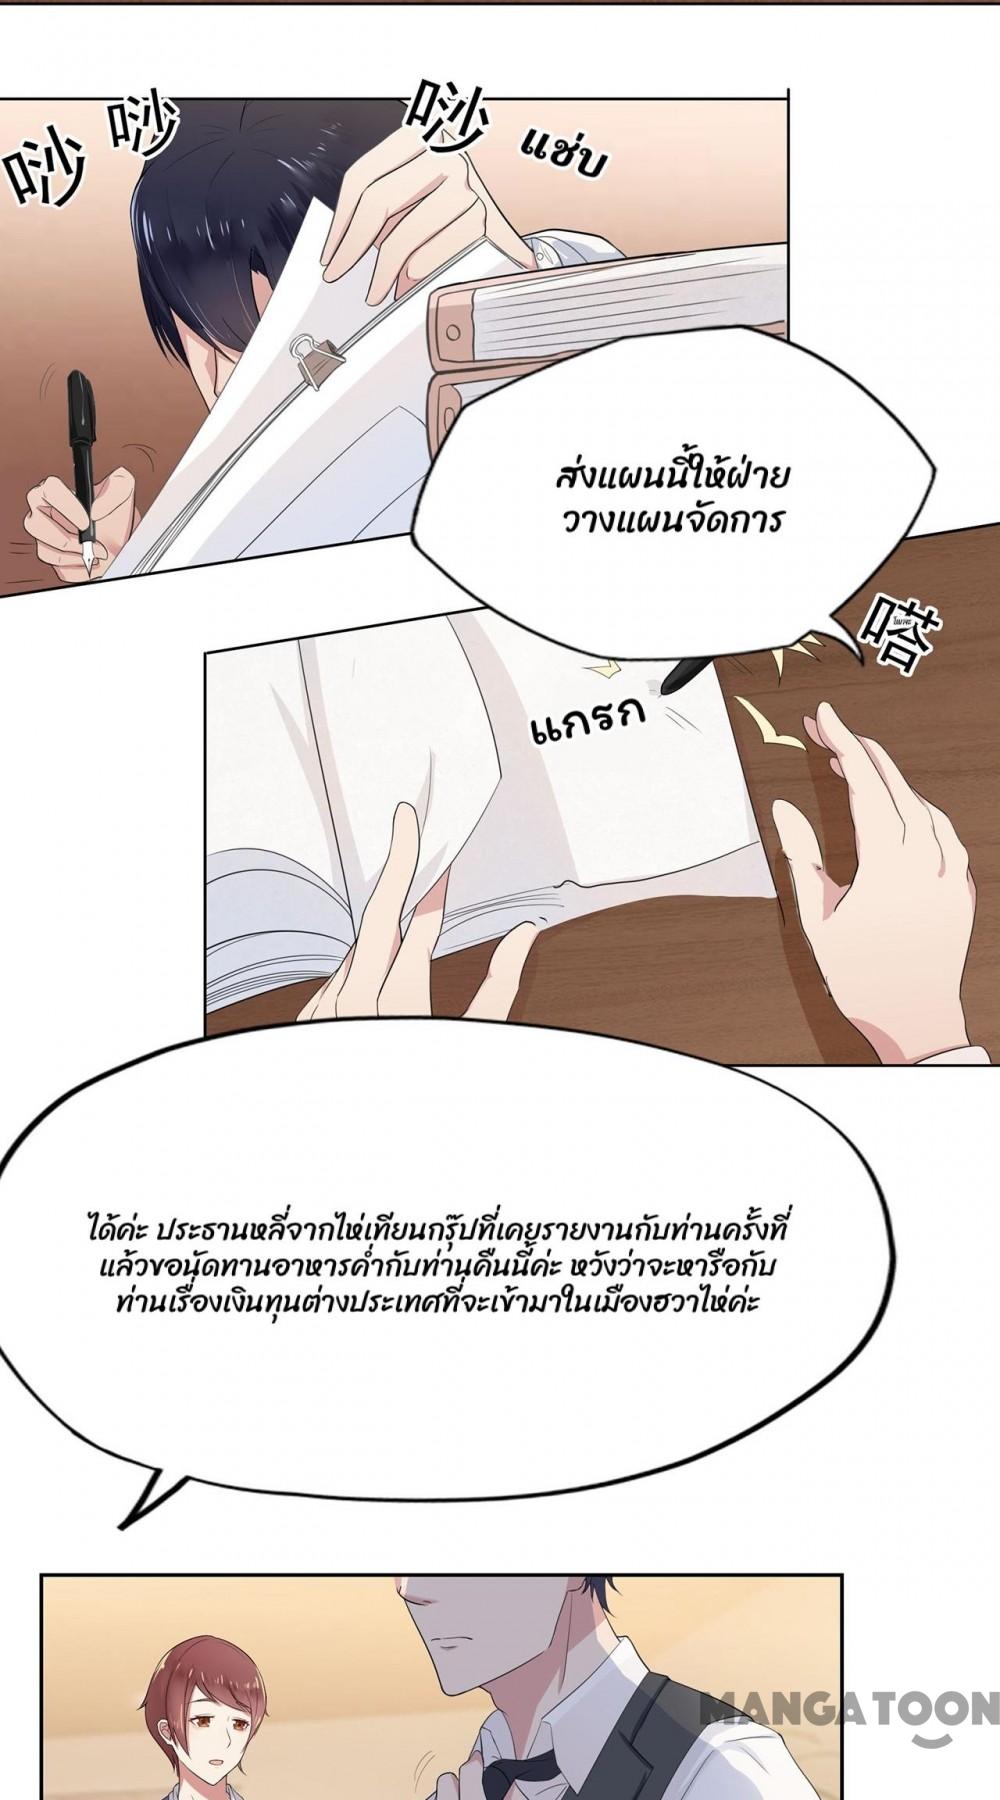 唦 唦 唦
แช่บ
ส่งแผนนี้ให้ฝ่าย
วางแผนจัดการ
嗒
แกรก
ได้ค่ะ ประธานหลี่จากไห่เทียนกรุ๊ปที่เคยรายงานกับท่านครั้งที่
แล้วขอนัดทานอาหารค่ำกับท่านคืนนี้ค่ะ หวังว่าจะหารือกับ
ท่านเรื่องเงินทุนต่างประเทศที่จะเข้ามาในเมืองฮวาไห่ค่ะ
MANGATOON